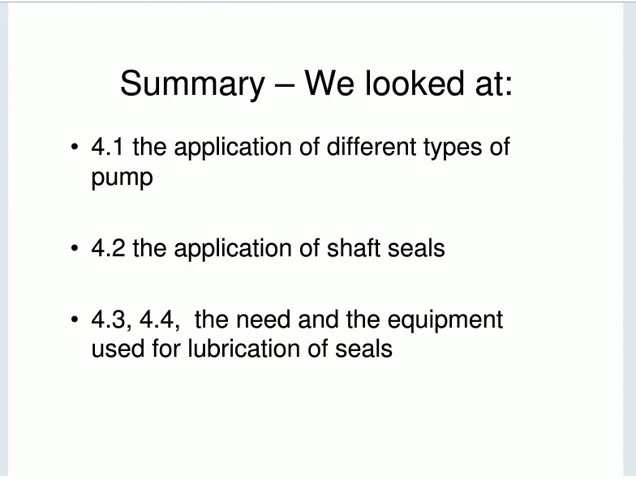 Summary – We looked at:
• 4.1 the application of different types of
pump
• 4.2 the application of shaft seals
• 4.3, 4.4,  the need and the equipment
used for lubrication of seals